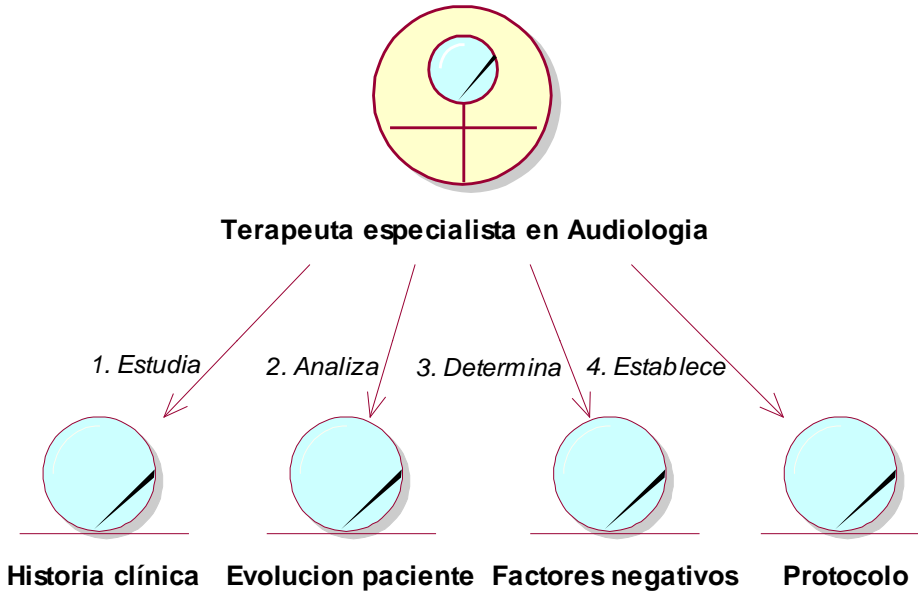 Terapeuta especialista en Audiologia
1. Estudia
2. Analiza
3. Determina
4. Establece
Historia clínica
Evolucion paciente
Factores negativos
Protocolo